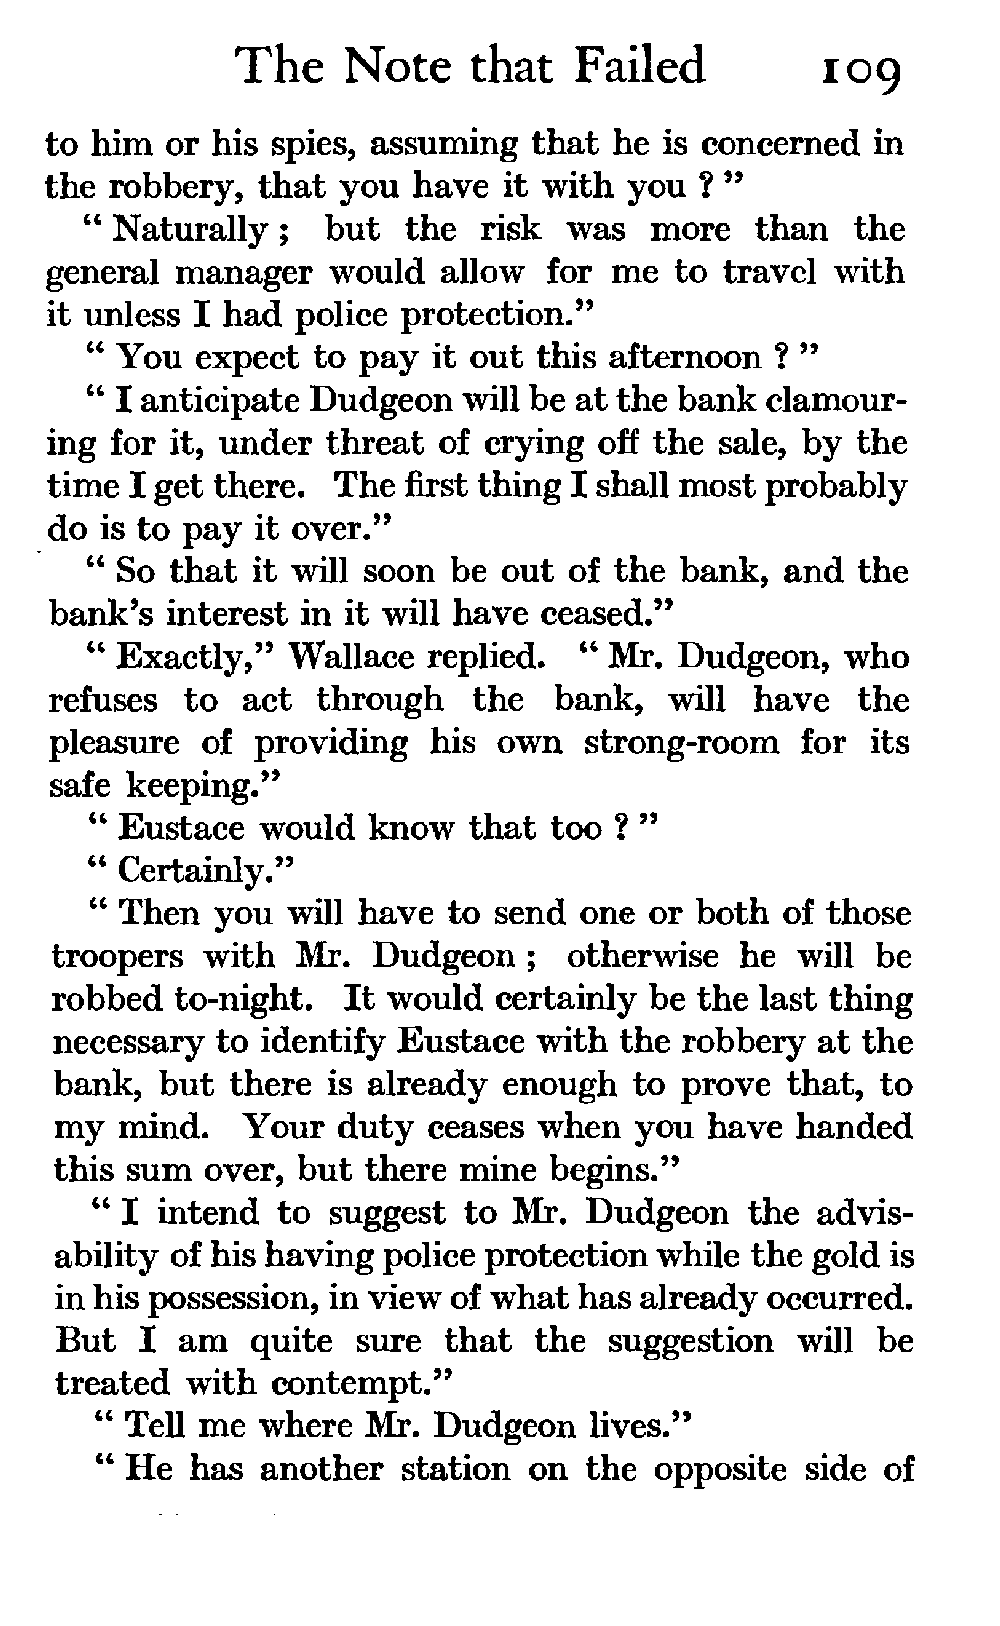 The Note that Failed 109
to him or his spies, assuming that he is concerned in
the robbery, that you have it with you ? "
" Naturally ; but the risk was more than the
general manager would allow for me to travel with
it unless I had police protection."
" You expect to pay it out this afternoon ? "
" I anticipate Dudgeon will be at the bank clamour-
ing for it, under threat of crying off the sale, by the
time I get there. The first thing I shall most probably
do is to pay it over."
" So that it will soon be out of the bank, and the
bank's interest in it will have ceased."
" Exactly," Wallace replied. " Mr. Dudgeon, who
refuses to act through the bank, will have the
pleasure of providing his own strong-room for its
safe keeping."
" Eustace would know that too ? "
" Certainly."
" Then you will have to send one or both of those
troopers with Mr. Dudgeon ; otherwise he will be
robbed to-night. It would certainly be the last thing
necessary to identify Eustace with the robbery at the
bank, but there is already enough to prove that, to
my mind. Your duty ceases when you have handed
this sum over, but there mine begins."
" I intend to suggest to Mr. Dudgeon the advis-
ability of his having police protection while the gold is
in his possession, in view of what has already occurred.
But I am quite sure that the suggestion will be
treated with contempt."
" Tell me where Mr. Dudgeon lives."
" He has another station on the opposite side of